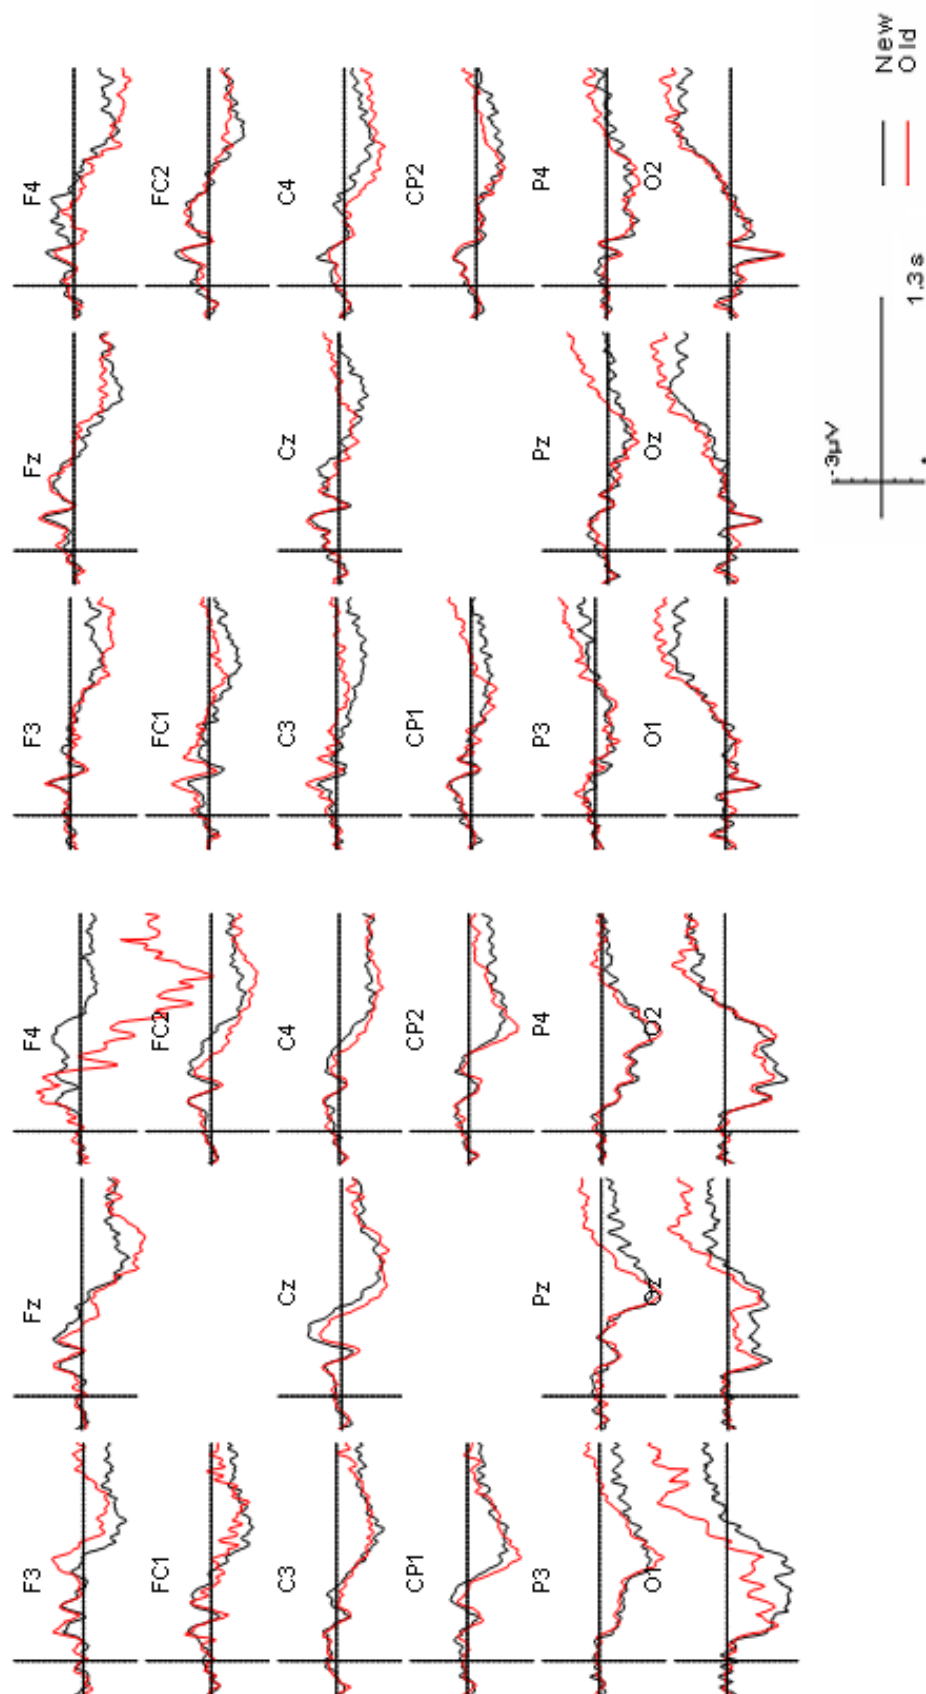 F3 Fz F4 F3 Fz F4
FC1 FC2 FC1 FC2
C3 Cz C4 C3 Cz C4
CP1 CP2 CP1 CP2
P3 Pz P4 P3 Pz P4
O1 Oz O2 O1 Oz O2
-3µV
New
Old
1.3 s